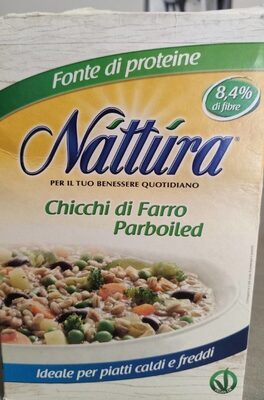 Fonte di proteine
8,4%
di fibre
Náttúra
PER IL TUO BENESSERE QUOTIDIANO
Chicchi di Farro
Parboiled
Ideale per piatti caldi e freddi